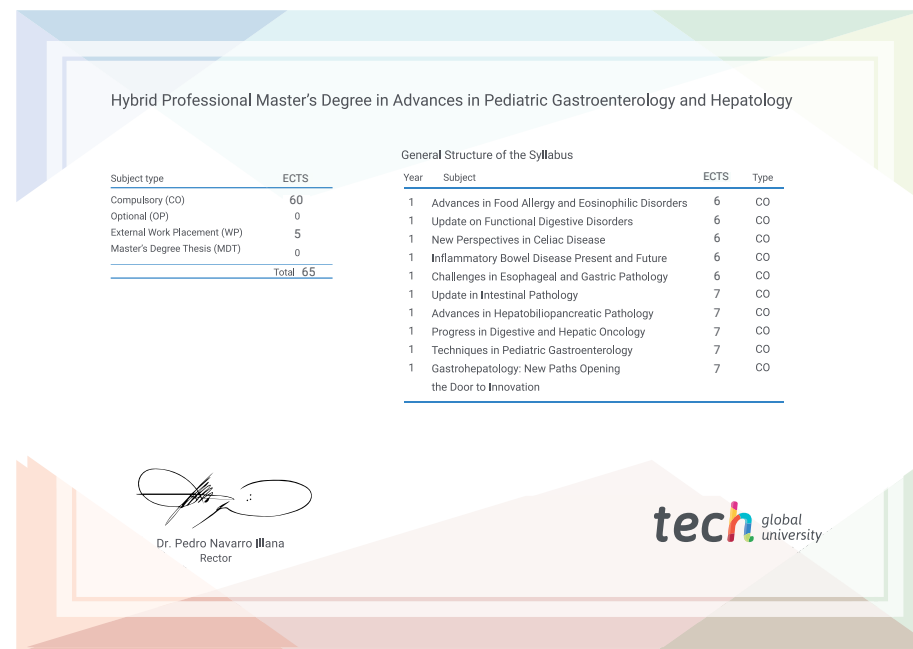 Hybrid Professional Master's Degree in Advances in Pediatric Gastroenterology and Hepatology
Subject type ECTS
Compulsory (CO) 60
Optional (OP) 0
External Work Placement (WP) 5
Master's Degree Thesis (MDT) 0
Total 65
General Structure of the Syllabus
Year Subject ECTS Type
1 Advances in Food Allergy and Eosinophilic Disorders 6 CO
1 Update on Functional Digestive Disorders 6 CO
1 New Perspectives in Celiac Disease 6 CO
1 Inflammatory Bowel Disease Present and Future 6 CO
1 Challenges in Esophageal and Gastric Pathology 6 CO
1 Update in Intestinal Pathology 7 CO
1 Advances in Hepatobiliopancreatic Pathology 7 CO
1 Progress in Digestive and Hepatic Oncology 7 CO
1 Techniques in Pediatric Gastroenterology 7 CO
1 Gastrohepatology: New Paths Opening 7 CO
the Door to Innovation
Dr. Pedro Navarro Illana
Rector
tech global
university